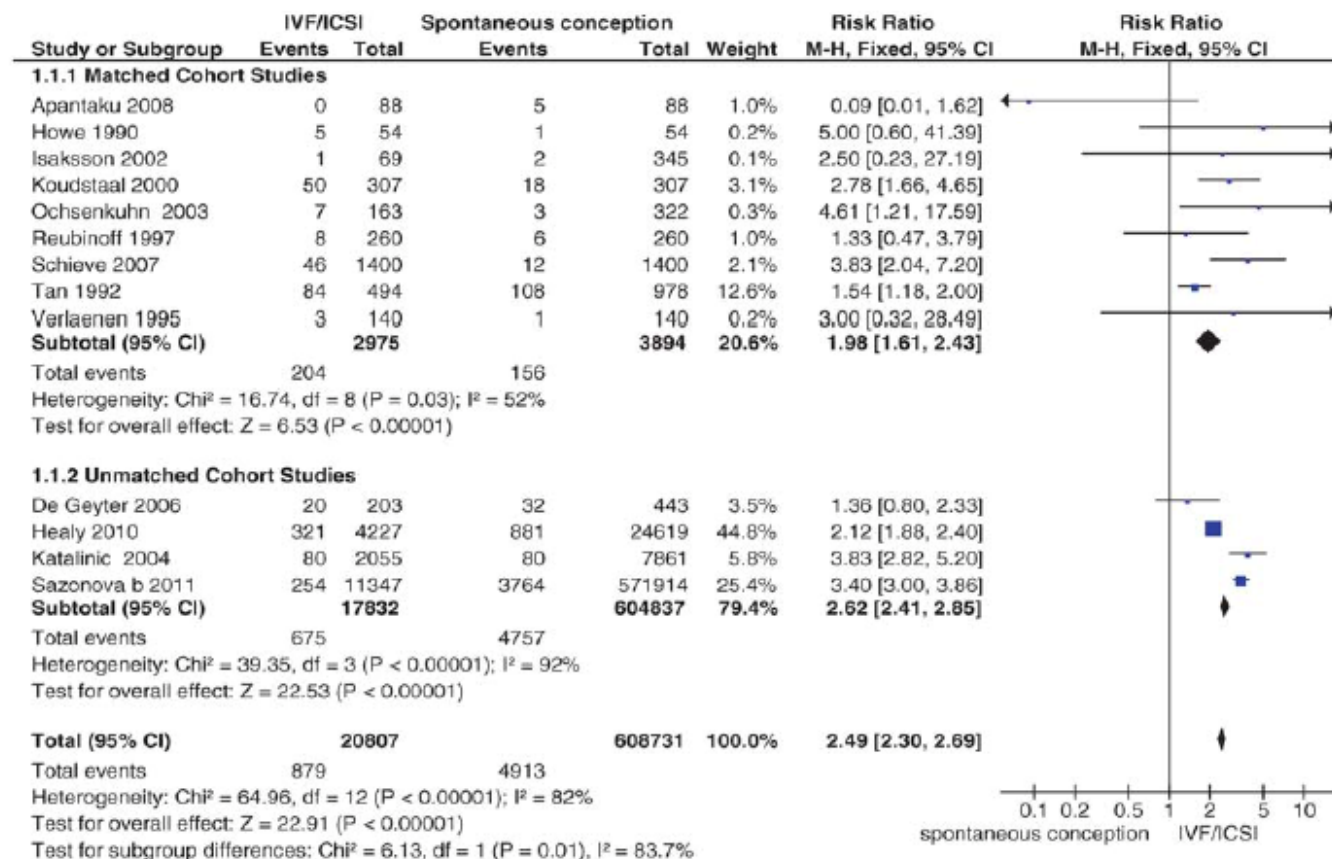 IVF/ICSI Spontaneous conception Risk Ratio Risk Ratio
Study or Subgroup Events Total Events Total Weight M-H, Fixed, 95% CI M-H, Fixed, 95% CI
1.1.1 Matched Cohort Studies
Apantaku 2008 0 88 5 88 1.0% 0.09 [0.01, 1.62]
Howe 1990 5 54 1 54 0.2% 5.00 [0.60, 41.39]
Isaksson 2002 1 69 2 345 0.1% 2.50 [0.23, 27.19]
Koudstaal 2000 50 307 18 307 3.1% 2.78 [1.66, 4.65]
Ochsenkuhn 2003 7 163 3 322 0.3% 4.61 [1.21, 17.59]
Reubinoff 1997 8 260 6 260 1.0% 1.33 [0.47, 3.79]
Schieve 2007 46 1400 12 1400 2.1% 3.83 [2.04, 7.20]
Tan 1992 84 494 108 978 12.6% 1.54 [1.18, 2.00]
Verlaenen 1995 3 140 1 140 0.2% 3.00 [0.32, 28.49]
Subtotal (95% CI) 2975 3894 20.6% 1.98 [1.61, 2.43]
Total events 204 156
Heterogeneity: Chi² = 16.74, df = 8 (P = 0.03); I² = 52%
Test for overall effect: Z = 6.53 (P < 0.00001)
1.1.2 Unmatched Cohort Studies
De Geyter 2006 20 203 32 443 3.5% 1.36 [0.80, 2.33]
Healy 2010 321 4227 881 24619 44.8% 2.12 [1.88, 2.40]
Katalinic 2004 80 2055 80 7861 5.8% 3.83 [2.82, 5.20]
Sazonova b 2011 254 11347 3764 571914 25.4% 3.40 [3.00, 3.86]
Subtotal (95% CI) 17832 604837 79.4% 2.62 [2.41, 2.85]
Total events 675 4757
Heterogeneity: Chi² = 39.35, df = 3 (P < 0.00001); I² = 92%
Test for overall effect: Z = 22.53 (P < 0.00001)
Total (95% CI) 20807 608731 100.0% 2.49 [2.30, 2.69]
Total events 879 4913
Heterogeneity: Chi² = 64.96, df = 12 (P < 0.00001); I² = 82%
Test for overall effect: Z = 22.91 (P < 0.00001)
Test for subgroup differences: Chi² = 6.13, df = 1 (P = 0.01), I² = 83.7%
0.1 0.2 0.5 1 2 5 10
spontaneous conception IVF/ICSI